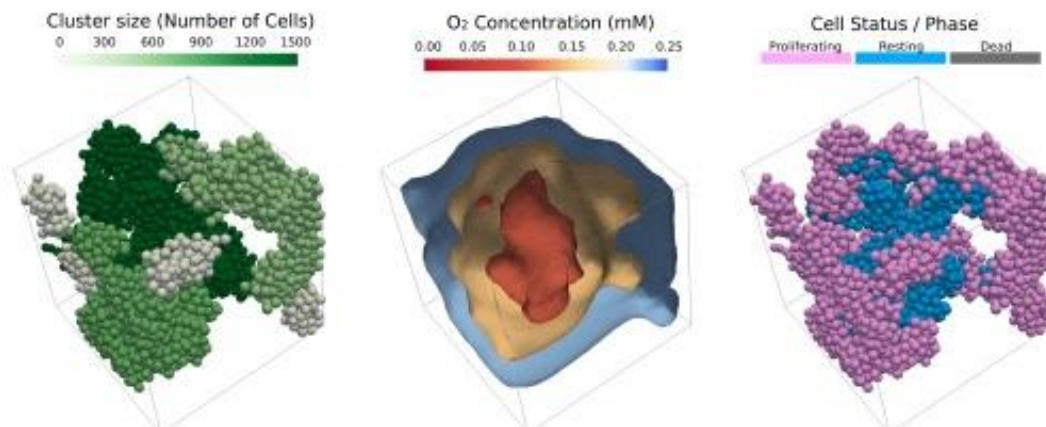 Cluster size (Number of Cells)
0 300 600 900 1200 1500
O₂ Concentration (mM)
0.00 0.05 0.10 0.15 0.20 0.25
Cell Status / Phase
Proliferating Resting Dead